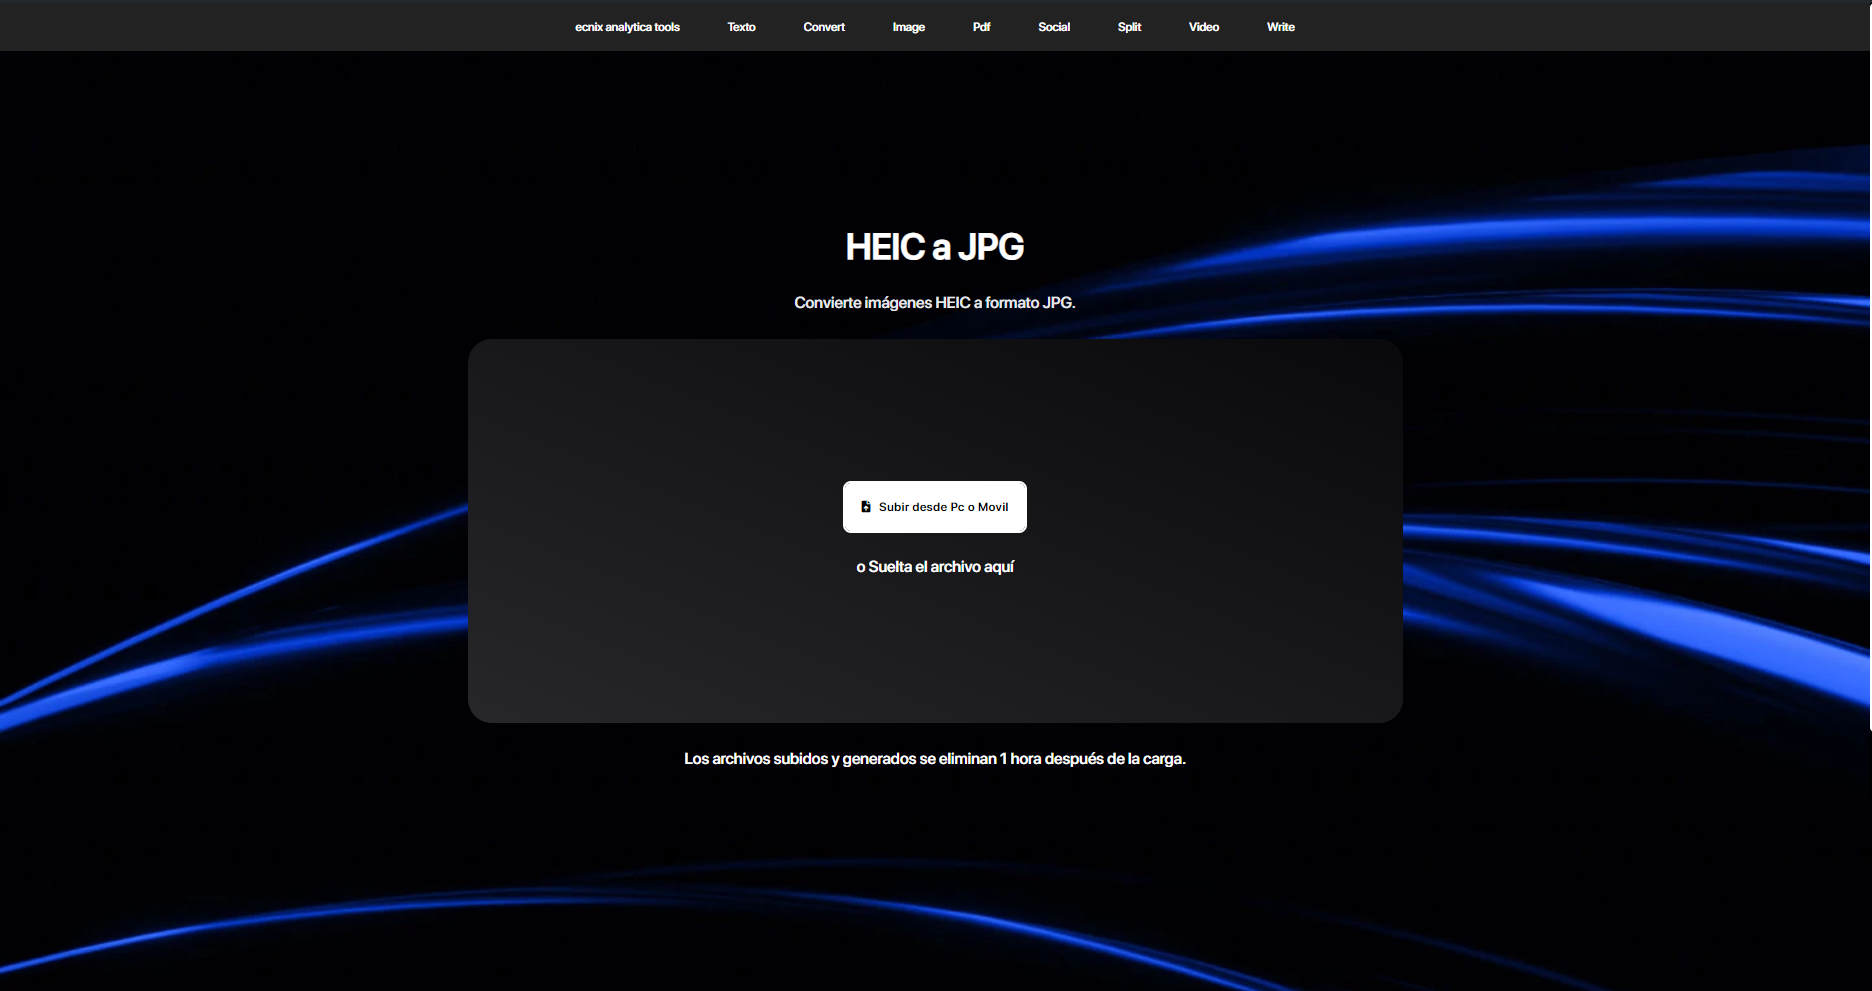 ecnix analytica tools Texto Convert Image Pdf Social Split Video Write
HEIC a JPG
Convierte imágenes HEIC a formato JPG.
Subir desde Pc o Movil
o Suelta el archivo aquí
Los archivos subidos y generados se eliminan 1 hora después de la carga.